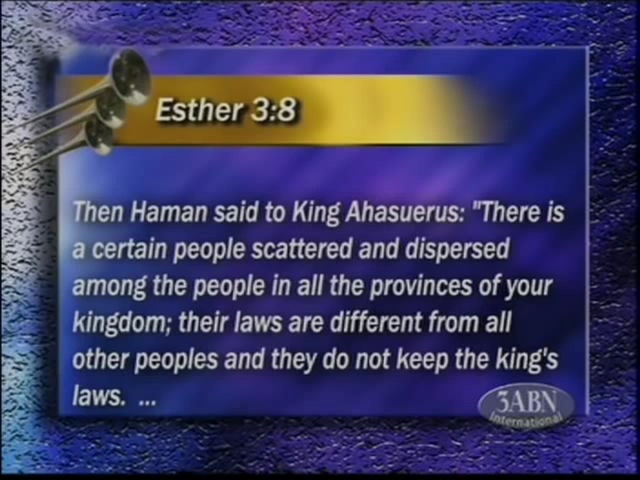 Esther 3:8
Then Haman said to King Ahasuerus: "There is
a certain people scattered and dispersed
among the people in all the provinces of your
kingdom; their laws are different from all
other peoples and they do not keep the king's
laws. ...
3ABN
International